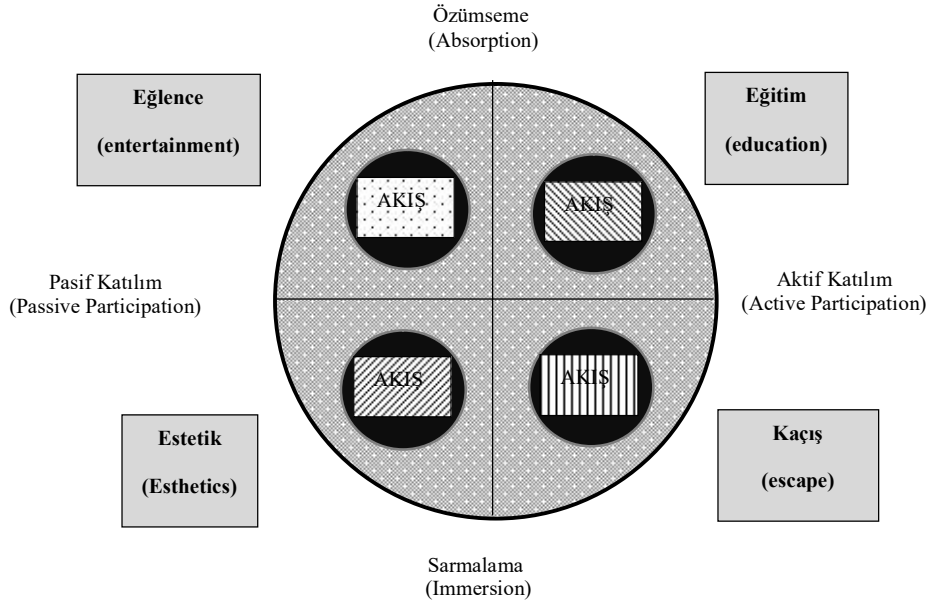 Özümseme
(Absorption)
Eğlence
(entertainment)
Eğitim
(education)
AKIŞ
AKIŞ
Pasif Katılım
(Passive Participation)
Aktif Katılım
(Active Participation)
AKIŞ
AKIŞ
Estetik
(Esthetics)
Kaçış
(escape)
Sarmalama
(Immersion)